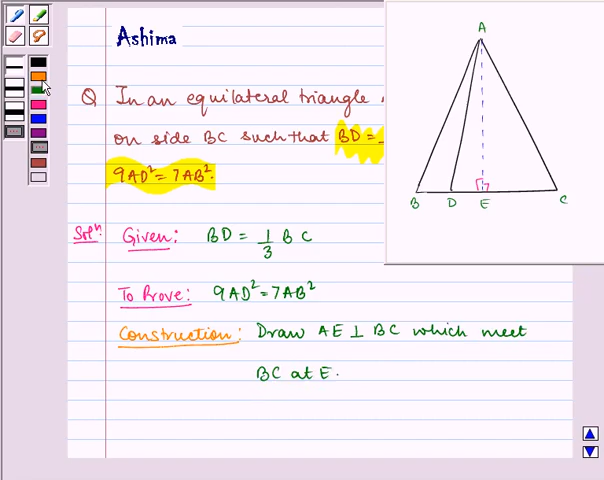 Ashima
Q In an equilateral triangle
on side BC such that BD =
9AD² = 7AB².
Solⁿ. Given: BD = 1/3 BC
To Prove: 9AD² = 7AB²
Construction: Draw AE ⊥ BC which meet
BC at E.
A
B D E C